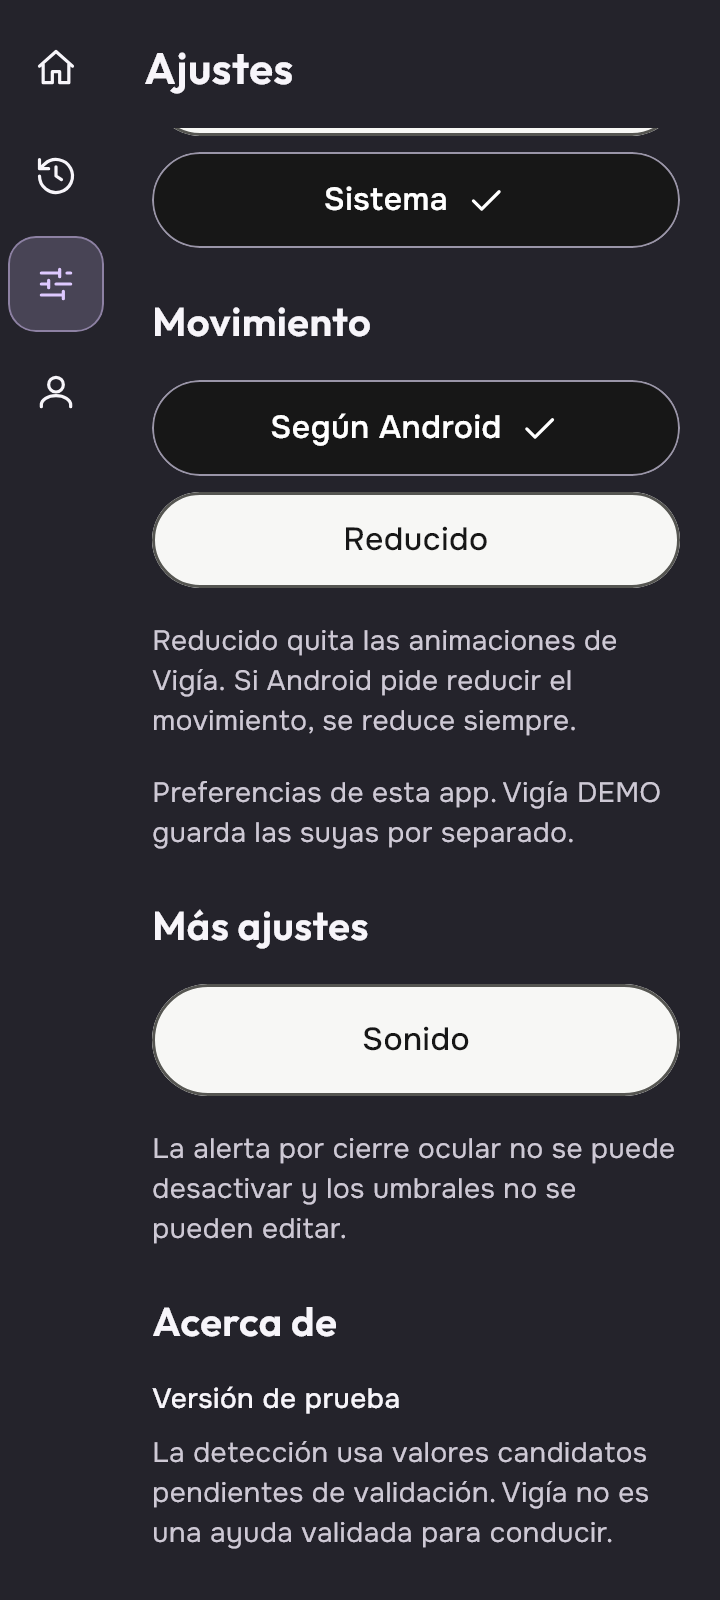 Ajustes
Sistema
Movimiento
Según Android
Reducido
Reducido quita las animaciones de
Vigía. Si Android pide reducir el
movimiento, se reduce siempre.
Preferencias de esta app. Vigía DEMO
guarda las suyas por separado.
Más ajustes
Sonido
La alerta por cierre ocular no se puede
desactivar y los umbrales no se
pueden editar.
Acerca de
Versión de prueba
La detección usa valores candidatos
pendientes de validación. Vigía no es
una ayuda validada para conducir.